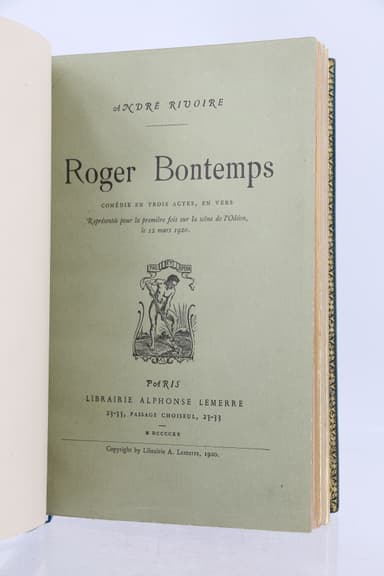 ANDRÉ RIVOIRE
Roger Bontemps
COMÉDIE EN TROIS ACTES, EN VERS
Représentée pour la première fois sur la scène de l'Odéon,
le 12 mars 1920.
PARIS
LIBRAIRIE ALPHONSE LEMERRE
23-33, PASSAGE CHOISEUL, 23-33
M DCCCCXX
Copyright by Librairie A. Lemerre, 1920.